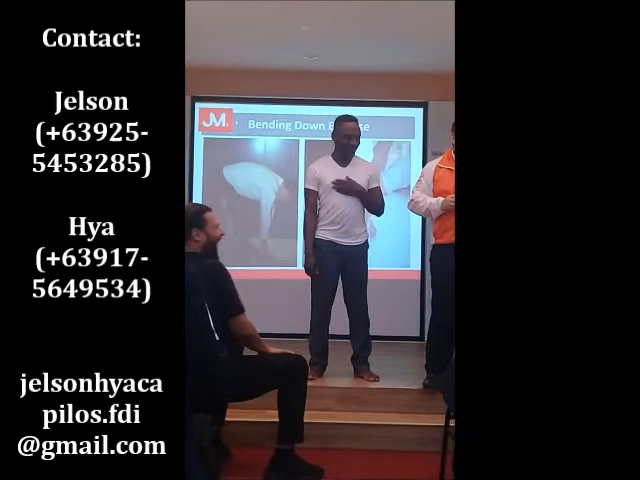 Contact:
Jelson
(+63925-
5453285)
Hya
(+63917-
5649534)
jelsonhyaca
pilos.fdi
@gmail.com
JM.
Bending Down